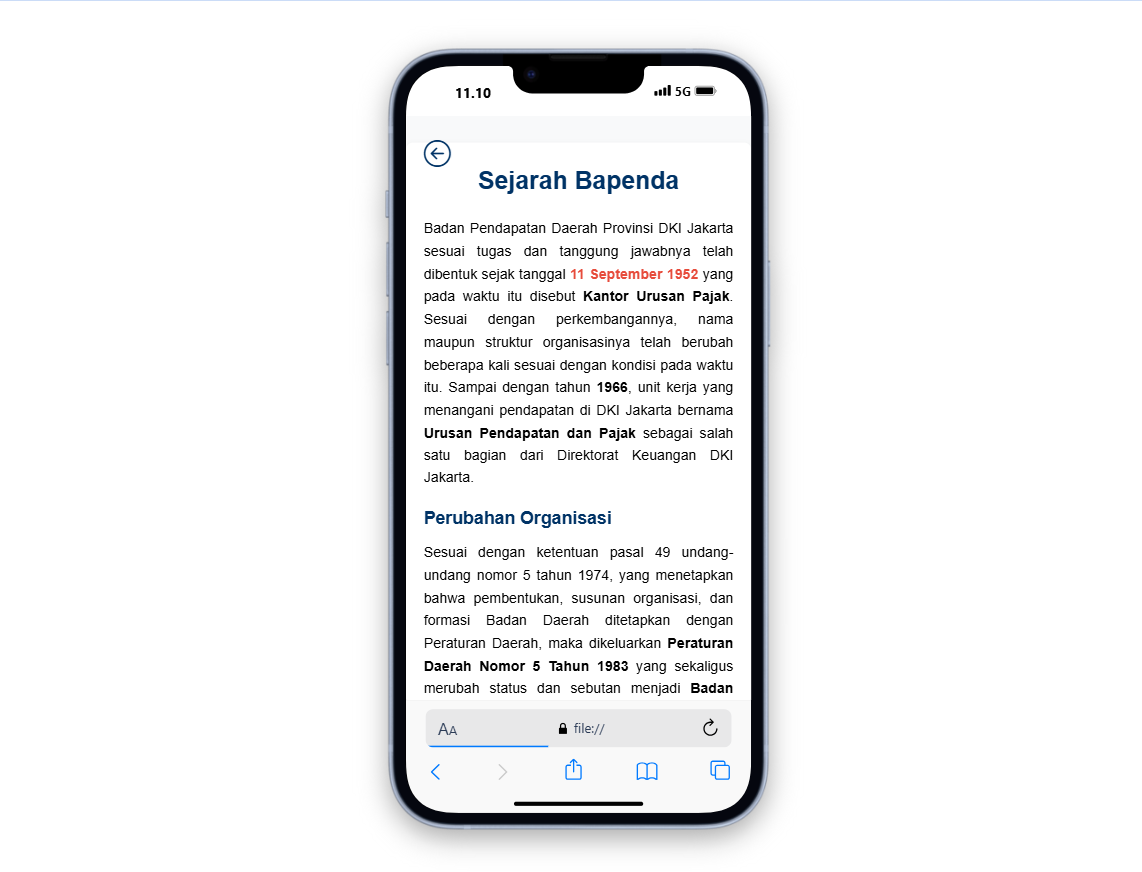 11.10
5G
Sejarah Bapenda
Badan Pendapatan Daerah Provinsi DKI Jakarta
sesuai tugas dan tanggung jawabnya telah
dibentuk sejak tanggal 11 September 1952 yang
pada waktu itu disebut Kantor Urusan Pajak.
Sesuai dengan perkembangannya, nama
maupun struktur organisasinya telah berubah
beberapa kali sesuai dengan kondisi pada waktu
itu. Sampai dengan tahun 1966, unit kerja yang
menangani pendapatan di DKI Jakarta bernama
Urusan Pendapatan dan Pajak sebagai salah
satu bagian dari Direktorat Keuangan DKI
Jakarta.
Perubahan Organisasi
Sesuai dengan ketentuan pasal 49 undang-
undang nomor 5 tahun 1974, yang menetapkan
bahwa pembentukan, susunan organisasi, dan
formasi Badan Daerah ditetapkan dengan
Peraturan Daerah, maka dikeluarkan Peraturan
Daerah Nomor 5 Tahun 1983 yang sekaligus
merubah status dan sebutan menjadi Badan
AA file://